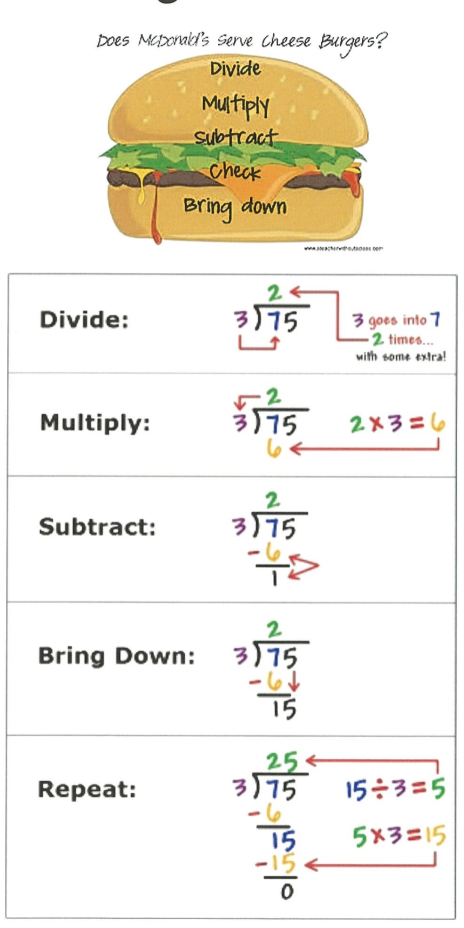 Does McDonald's Serve Cheese Burgers?
Divide
Multiply
Subtract
Check
Bring down
Divide:
2
3)75
3 goes into 7
2 times...
with some extra!
Multiply:
2
3)75
2 x 3 = 6
6
Subtract:
2
3)75
- 6
1
Bring Down:
2
3)75
- 6
15
Repeat:
25
3)75
15 ÷ 3 = 5
- 6
15
5 x 3 = 15
- 15
0